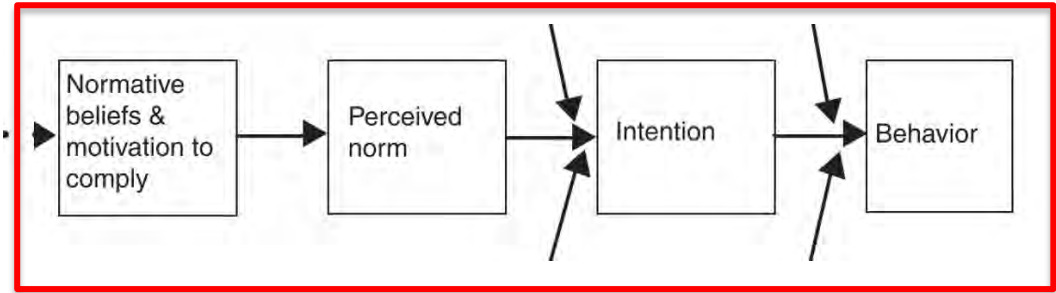 Normative
beliefs &
motivation to
comply
Perceived
norm
Intention
Behavior